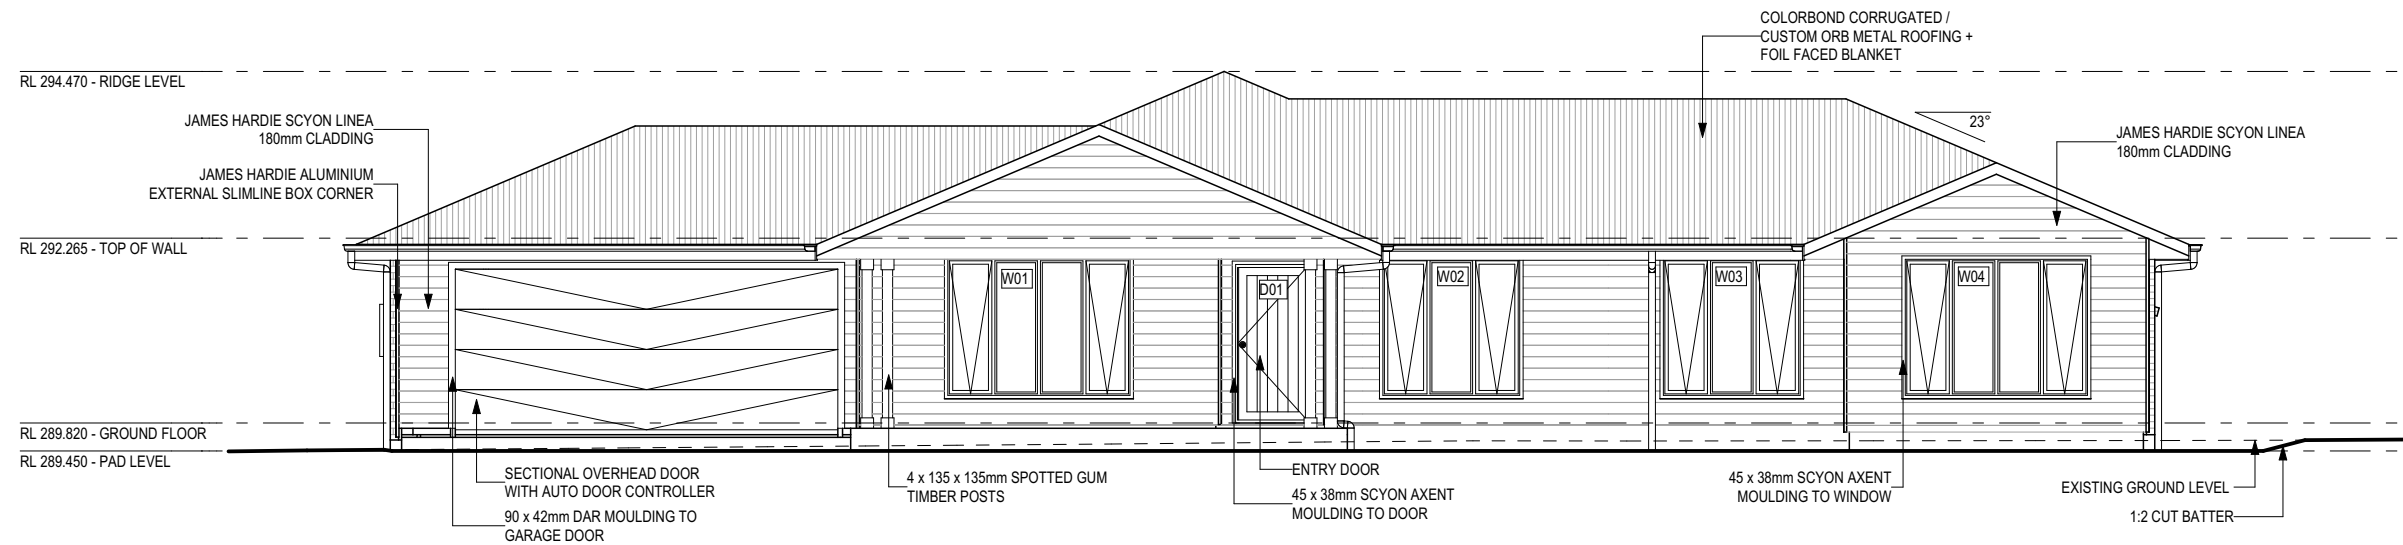 COLORBOND CORRUGATED /
CUSTOM ORB METAL ROOFING +
FOIL FACED BLANKET
RL 294.470 - RIDGE LEVEL
JAMES HARDIE SCYON LINEA
180mm CLADDING
23°
JAMES HARDIE SCYON LINEA
180mm CLADDING
JAMES HARDIE ALUMINIUM
EXTERNAL SLIMLINE BOX CORNER
RL 292.265 - TOP OF WALL
W01
D01
W02
W03
W04
RL 289.820 - GROUND FLOOR
RL 289.450 - PAD LEVEL
SECTIONAL OVERHEAD DOOR
WITH AUTO DOOR CONTROLLER
90 x 42mm DAR MOULDING TO
GARAGE DOOR
4 x 135 x 135mm SPOTTED GUM
TIMBER POSTS
ENTRY DOOR
45 x 38mm SCYON AXENT
MOULDING TO DOOR
45 x 38mm SCYON AXENT
MOULDING TO WINDOW
EXISTING GROUND LEVEL
1:2 CUT BATTER